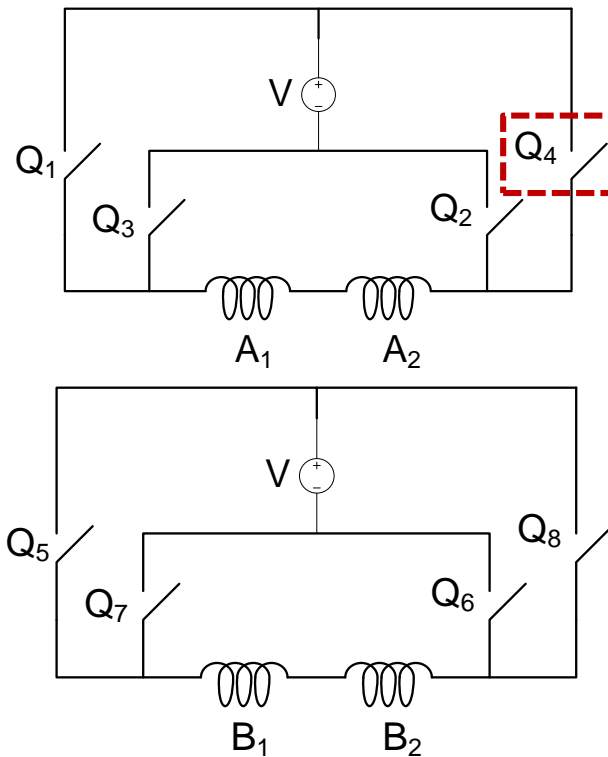 V
+
−
Q₁
Q₄
Q₃
Q₂
A₁ A₂
V
+
−
Q₅
Q₈
Q₇
Q₆
B₁ B₂